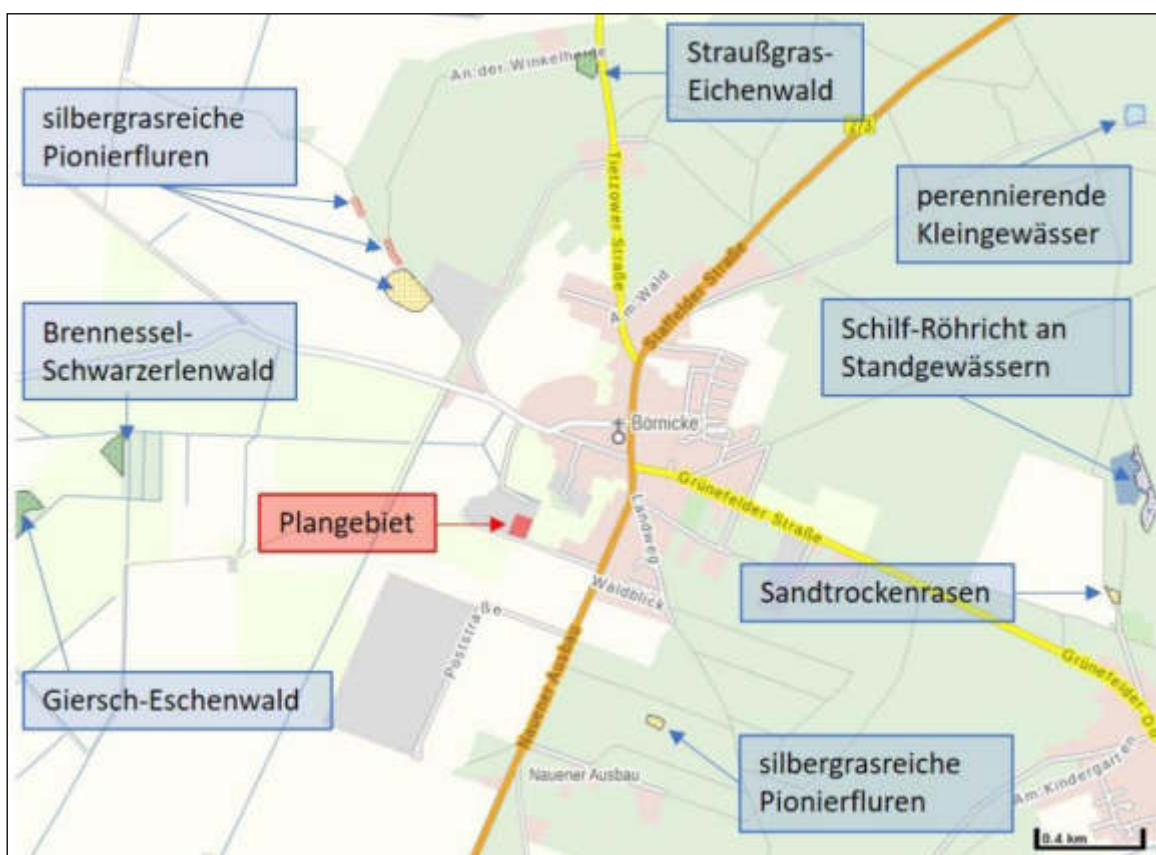 An der Winkelheide
Straußgras-
Eichenwald
silbergrasreiche
Pionierfluren
273
perennierende
Kleingewässer
Tietzower Straße
Am Wald
Staffelder Straße
Brennessel-
Schwarzerlenwald
Schilf-Röhricht an
Standgewässern
Börnicke
Grünefelder Straße
Plangebiet
Landweg
Waldblick
Sandtrockenrasen
Poststraße
Nauener Ausbau
Giersch-Eschenwald
Grünefelder-Do
silbergrasreiche
Pionierfluren
Nauener Ausbau
Am Kindergarten
0.4 km